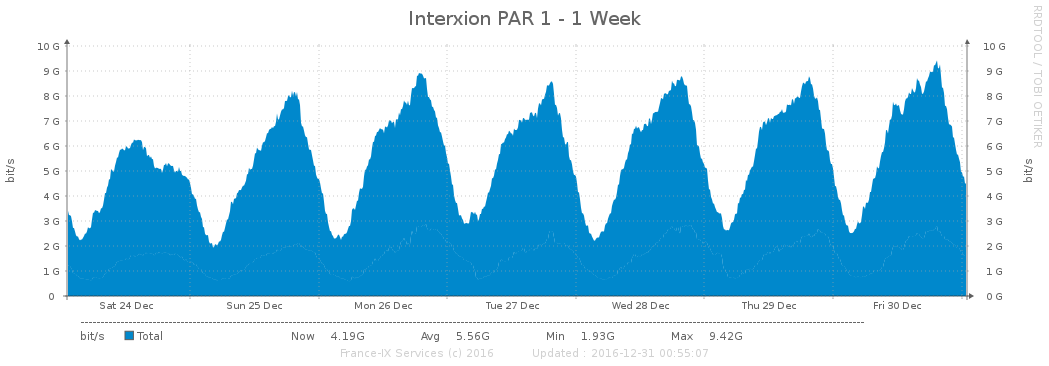 Interxion PAR 1 - 1 Week
RRDTOOL / TOBI OETIKER
bit/s
10 G 10 G
9 G 9 G
8 G 8 G
7 G 7 G
6 G 6 G
5 G 5 G
4 G 4 G
3 G 3 G
2 G 2 G
1 G 1 G
0 0 G
bit/s
Sat 24 Dec Sun 25 Dec Mon 26 Dec Tue 27 Dec Wed 28 Dec Thu 29 Dec Fri 30 Dec
bit/s Total Now 4.19G Avg 5.56G Min 1.93G Max 9.42G
France-IX Services (c) 2016 Updated : 2016-12-31 00:55:07